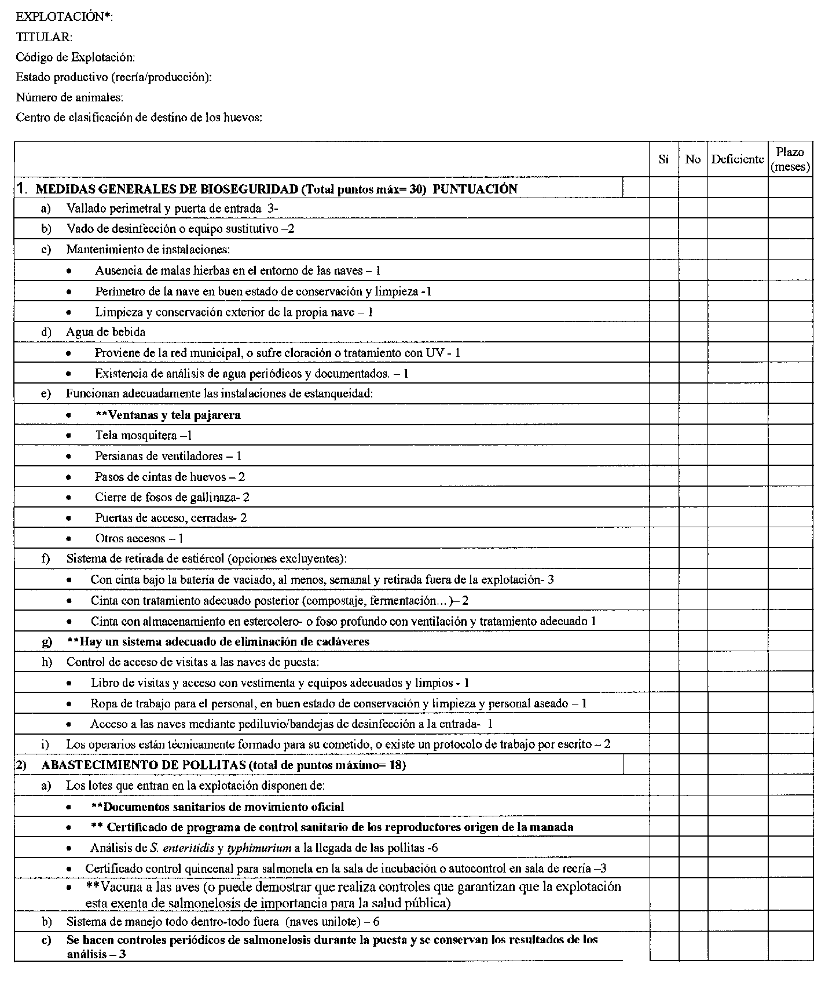 EXPLOTACIÓN*:
TITULAR:
Código de Explotación:
Estado productivo (recría/producción):
Número de animales:
Centro de clasificación de destino de los huevos:
Si No Deficiente Plazo (meses)
1. MEDIDAS GENERALES DE BIOSEGURIDAD (Total puntos máx= 30) PUNTUACIÓN
a) Vallado perimetral y puerta de entrada 3-
b) Vado de desinfección o equipo sustitutivo –2
c) Mantenimiento de instalaciones:
• Ausencia de malas hierbas en el entorno de las naves – 1
• Perímetro de la nave en buen estado de conservación y limpieza -1
• Limpieza y conservación exterior de la propia nave – 1
d) Agua de bebida
• Proviene de la red municipal, o sufre cloración o tratamiento con UV - 1
• Existencia de análisis de agua periódicos y documentados. – 1
e) Funcionan adecuadamente las instalaciones de estanqueidad:
• **Ventanas y tela pajarera
• Tela mosquitera –1
• Persianas de ventiladores – 1
• Pasos de cintas de huevos – 2
• Cierre de fosos de gallinaza- 2
• Puertas de acceso, cerradas- 2
• Otros accesos – 1
f) Sistema de retirada de estiércol (opciones excluyentes):
• Con cinta bajo la batería de vaciado, al menos, semanal y retirada fuera de la explotación- 3
• Cinta con tratamiento adecuado posterior (compostaje, fermentación... )– 2
• Cinta con almacenamiento en estercolero- o foso profundo con ventilación y tratamiento adecuado 1
g) **Hay un sistema adecuado de eliminación de cadáveres
h) Control de acceso de visitas a las naves de puesta:
• Libro de visitas y acceso con vestimenta y equipos adecuados y limpios - 1
• Ropa de trabajo para el personal, en buen estado de conservación y limpieza y personal aseado – 1
• Acceso a las naves mediante pediluvio/bandejas de desinfección a la entrada- 1
i) Los operarios están técnicamente formado para su cometido, o existe un protocolo de trabajo por escrito – 2
2) ABASTECIMIENTO DE POLLITAS (total de puntos máximo= 18)
a) Los lotes que entran en la explotación disponen de:
• **Documentos sanitarios de movimiento oficial
• ** Certificado de programa de control sanitario de los reproductores origen de la manada
• Análisis de S. enteritidis y typhimurium a la llegada de las pollitas -6
• Certificado control quincenal para salmonela en la sala de incubación o autocontrol en sala de recría –3
• **Vacuna a las aves (o puede demostrar que realiza controles que garantizan que la explotación
esta exenta de salmonelosis de importancia para la salud pública)
b) Sistema de manejo todo dentro-todo fuera (naves unilote) – 6
c) Se hacen controles periódicos de salmonelosis durante la puesta y se conservan los resultados de los
análisis – 3